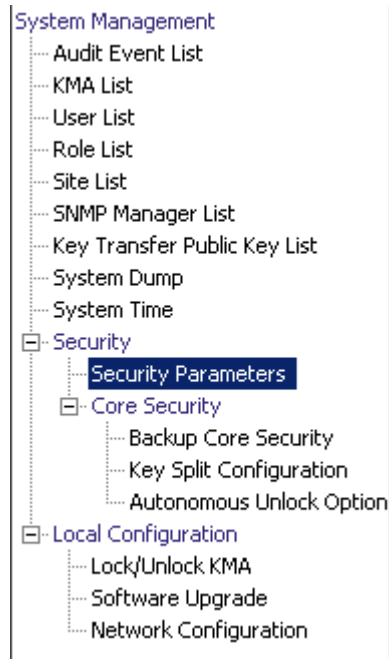 System Management
Audit Event List
KMA List
User List
Role List
Site List
SNMP Manager List
Key Transfer Public Key List
System Dump
System Time
Security
Security Parameters
Core Security
Backup Core Security
Key Split Configuration
Autonomous Unlock Option
Local Configuration
Lock/Unlock KMA
Software Upgrade
Network Configuration